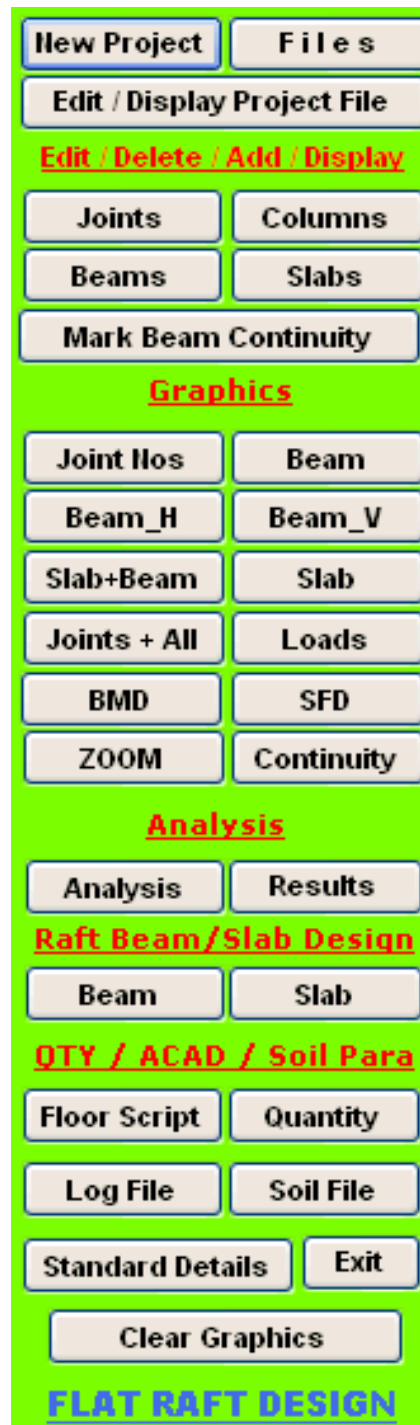 New Project Files
Edit / Display Project File
Edit / Delete / Add / Display
Joints Columns
Beams Slabs
Mark Beam Continuity
Graphics
Joint Nos Beam
Beam_H Beam_V
Slab+Beam Slab
Joints + All Loads
BMD SFD
ZOOM Continuity
Analysis
Analysis Results
Raft Beam/Slab Design
Beam Slab
QTY / ACAD / Soil Para
Floor Script Quantity
Log File Soil File
Standard Details Exit
Clear Graphics
FLAT RAFT DESIGN